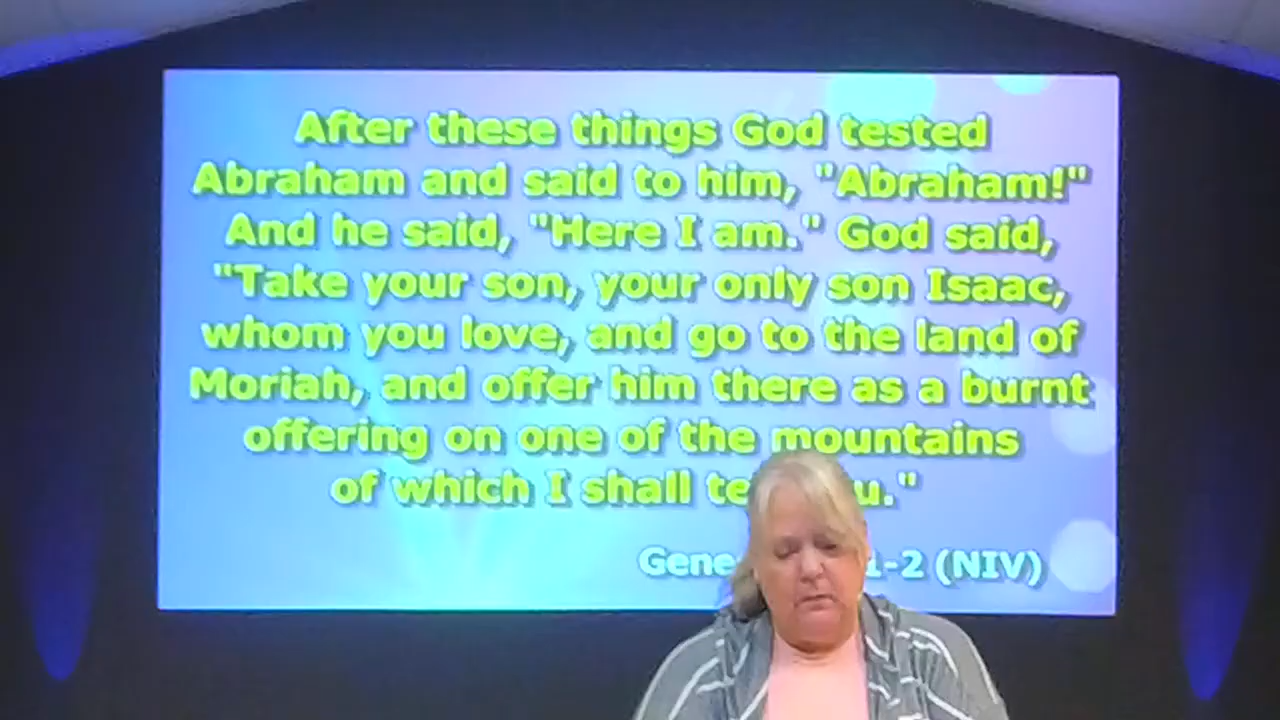 After these things God tested
Abraham and said to him, "Abraham!"
And he said, "Here I am." God said,
"Take your son, your only son Isaac,
whom you love, and go to the land of
Moriah, and offer him there as a burnt
offering on one of the mountains
of which I shall
1-2 (NIV)